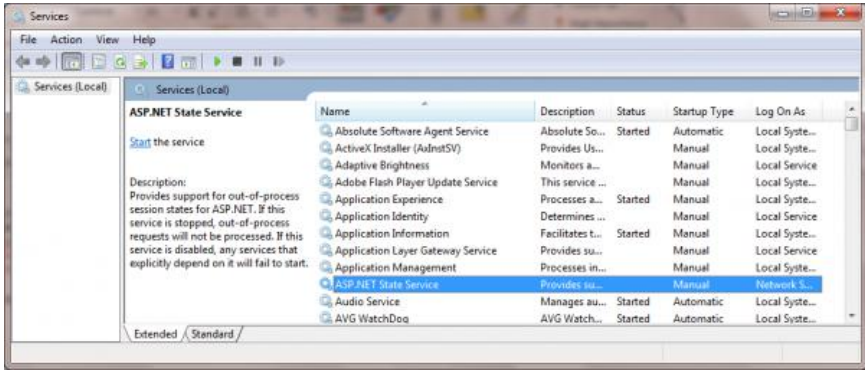 Services
File Action View Help
Services (Local)
Services (Local)
ASP.NET State Service
Start the service
Description:
Provides support for out-of-process
session states for ASP.NET. If this
service is stopped, out-of-process
requests will not be processed. If this
service is disabled, any services that
explicitly depend on it will fail to start.
Name Description Status Startup Type Log On As
Absolute Software Agent Service Absolute So... Started Automatic Local Syste...
ActiveX Installer (AxInstSV) Provides Us... Manual Local Syste...
Adaptive Brightness Monitors a... Manual Local Service
Adobe Flash Player Update Service This service ... Manual Local Syste...
Application Experience Processes a... Started Manual Local Syste...
Application Identity Determines ... Manual Local Service
Application Information Facilitates t... Started Manual Local Syste...
Application Layer Gateway Service Provides su... Manual Local Service
Application Management Processes in... Manual Local Syste...
ASP.NET State Service Provides su... Manual Network S...
Audio Service Manages au... Started Automatic Local Syste...
AVG WatchDog AVG Watch... Started Automatic Local Syste...
Extended Standard